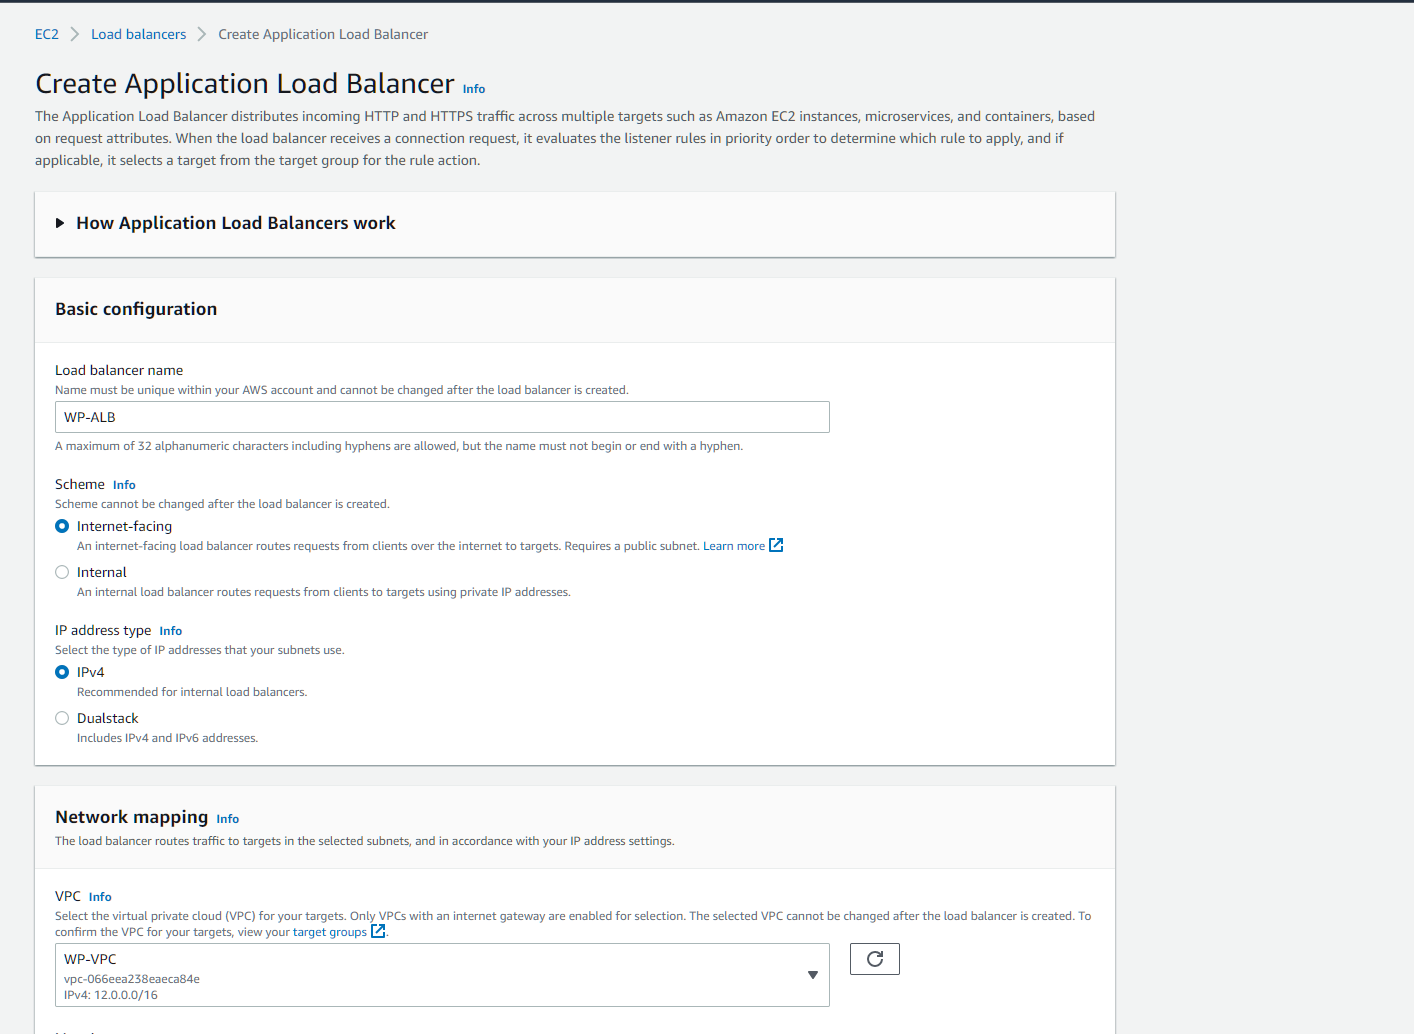 EC2 > Load balancers > Create Application Load Balancer
Create Application Load Balancer Info
The Application Load Balancer distributes incoming HTTP and HTTPS traffic across multiple targets such as Amazon EC2 instances, microservices, and containers, based
on request attributes. When the load balancer receives a connection request, it evaluates the listener rules in priority order to determine which rule to apply, and if
applicable, it selects a target from the target group for the rule action.
How Application Load Balancers work
Basic configuration
Load balancer name
Name must be unique within your AWS account and cannot be changed after the load balancer is created.
WP-ALB
A maximum of 32 alphanumeric characters including hyphens are allowed, but the name must not begin or end with a hyphen.
Scheme Info
Scheme cannot be changed after the load balancer is created.
Internet-facing
An internet-facing load balancer routes requests from clients over the internet to targets. Requires a public subnet. Learn more
Internal
An internal load balancer routes requests from clients to targets using private IP addresses.
IP address type Info
Select the type of IP addresses that your subnets use.
IPv4
Recommended for internal load balancers.
Dualstack
Includes IPv4 and IPv6 addresses.
Network mapping Info
The load balancer routes traffic to targets in the selected subnets, and in accordance with your IP address settings.
VPC Info
Select the virtual private cloud (VPC) for your targets. Only VPCs with an internet gateway are enabled for selection. The selected VPC cannot be changed after the load balancer is created. To
confirm the VPC for your targets, view your target groups.
WP-VPC
vpc-066eea238eaeca84e
IPv4: 12.0.0.0/16